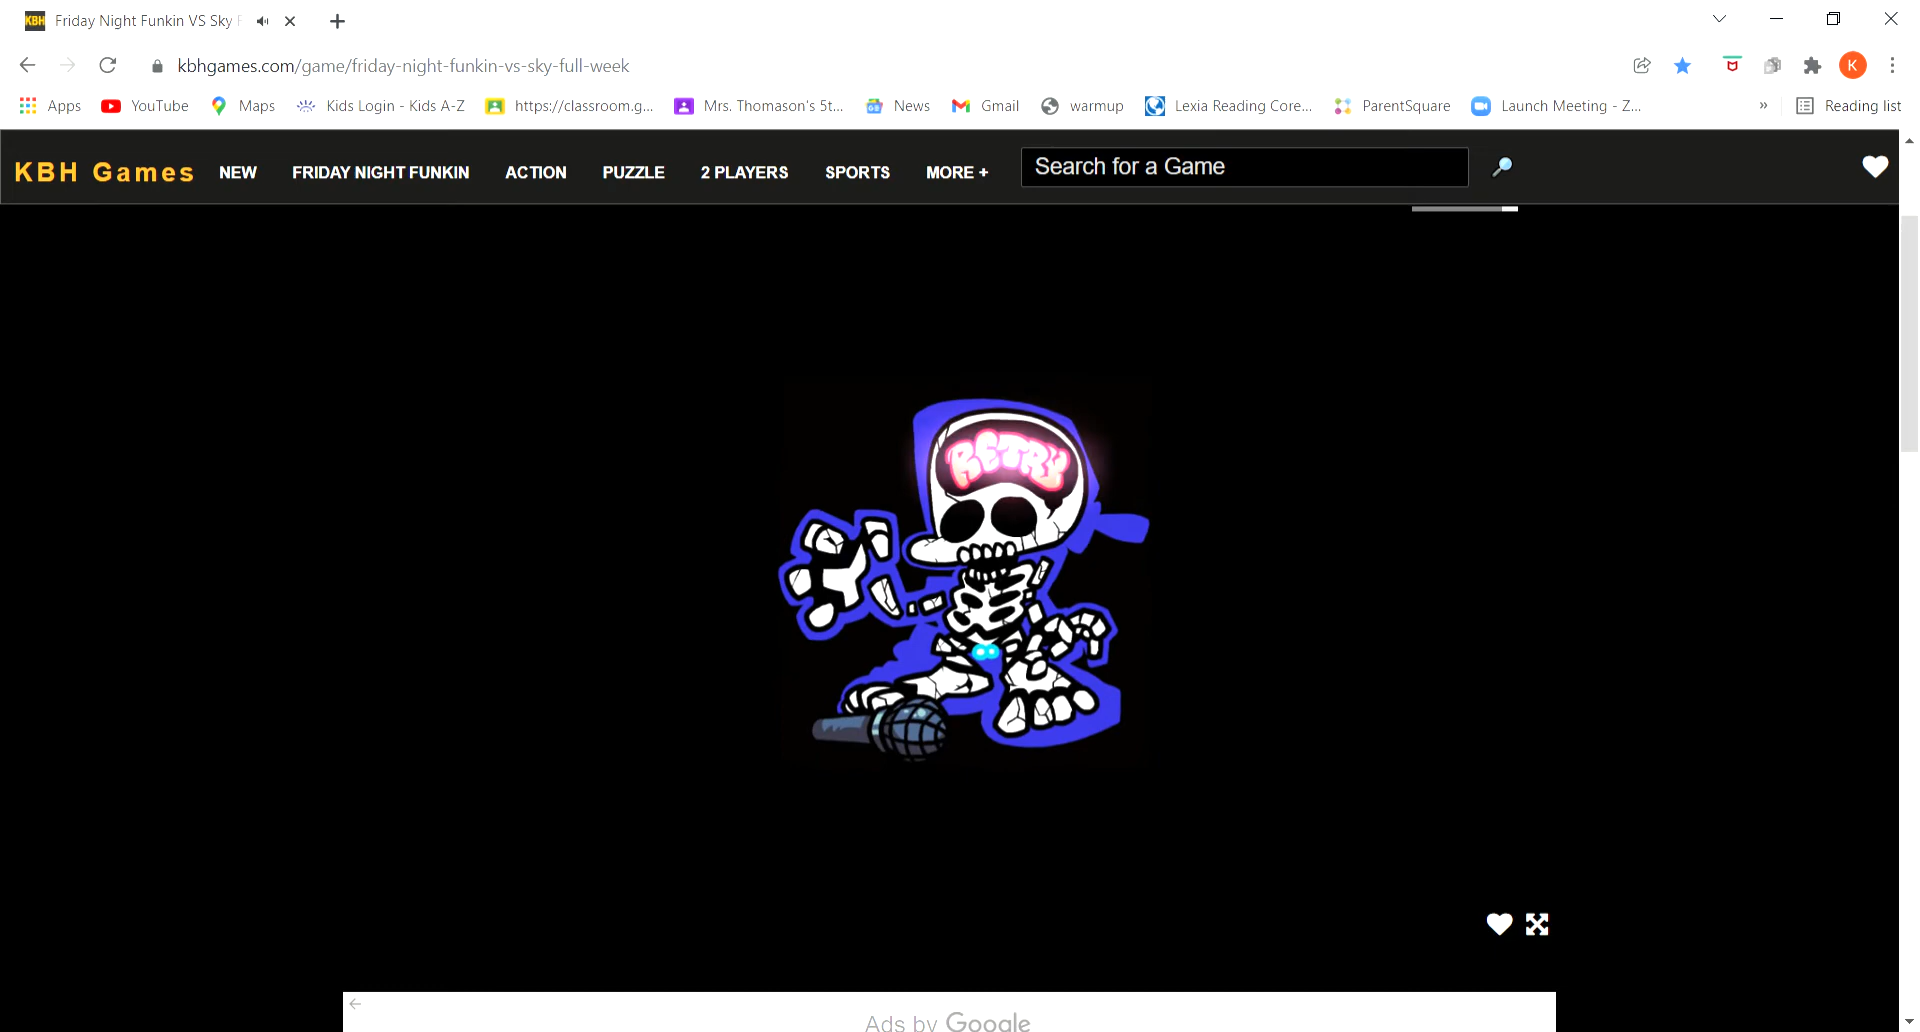 KBH Friday Night Funkin VS Sky F
kbhgames.com/game/friday-night-funkin-vs-sky-full-week K
Apps YouTube Maps Kids Login - Kids A-Z https://classroom.g... Mrs. Thomason's 5t... News Gmail warmup Lexia Reading Core... ParentSquare Launch Meeting - Z... » Reading list
KBH Games NEW FRIDAY NIGHT FUNKIN ACTION PUZZLE 2 PLAYERS SPORTS MORE + Search for a Game
RETRY
Ads by Google